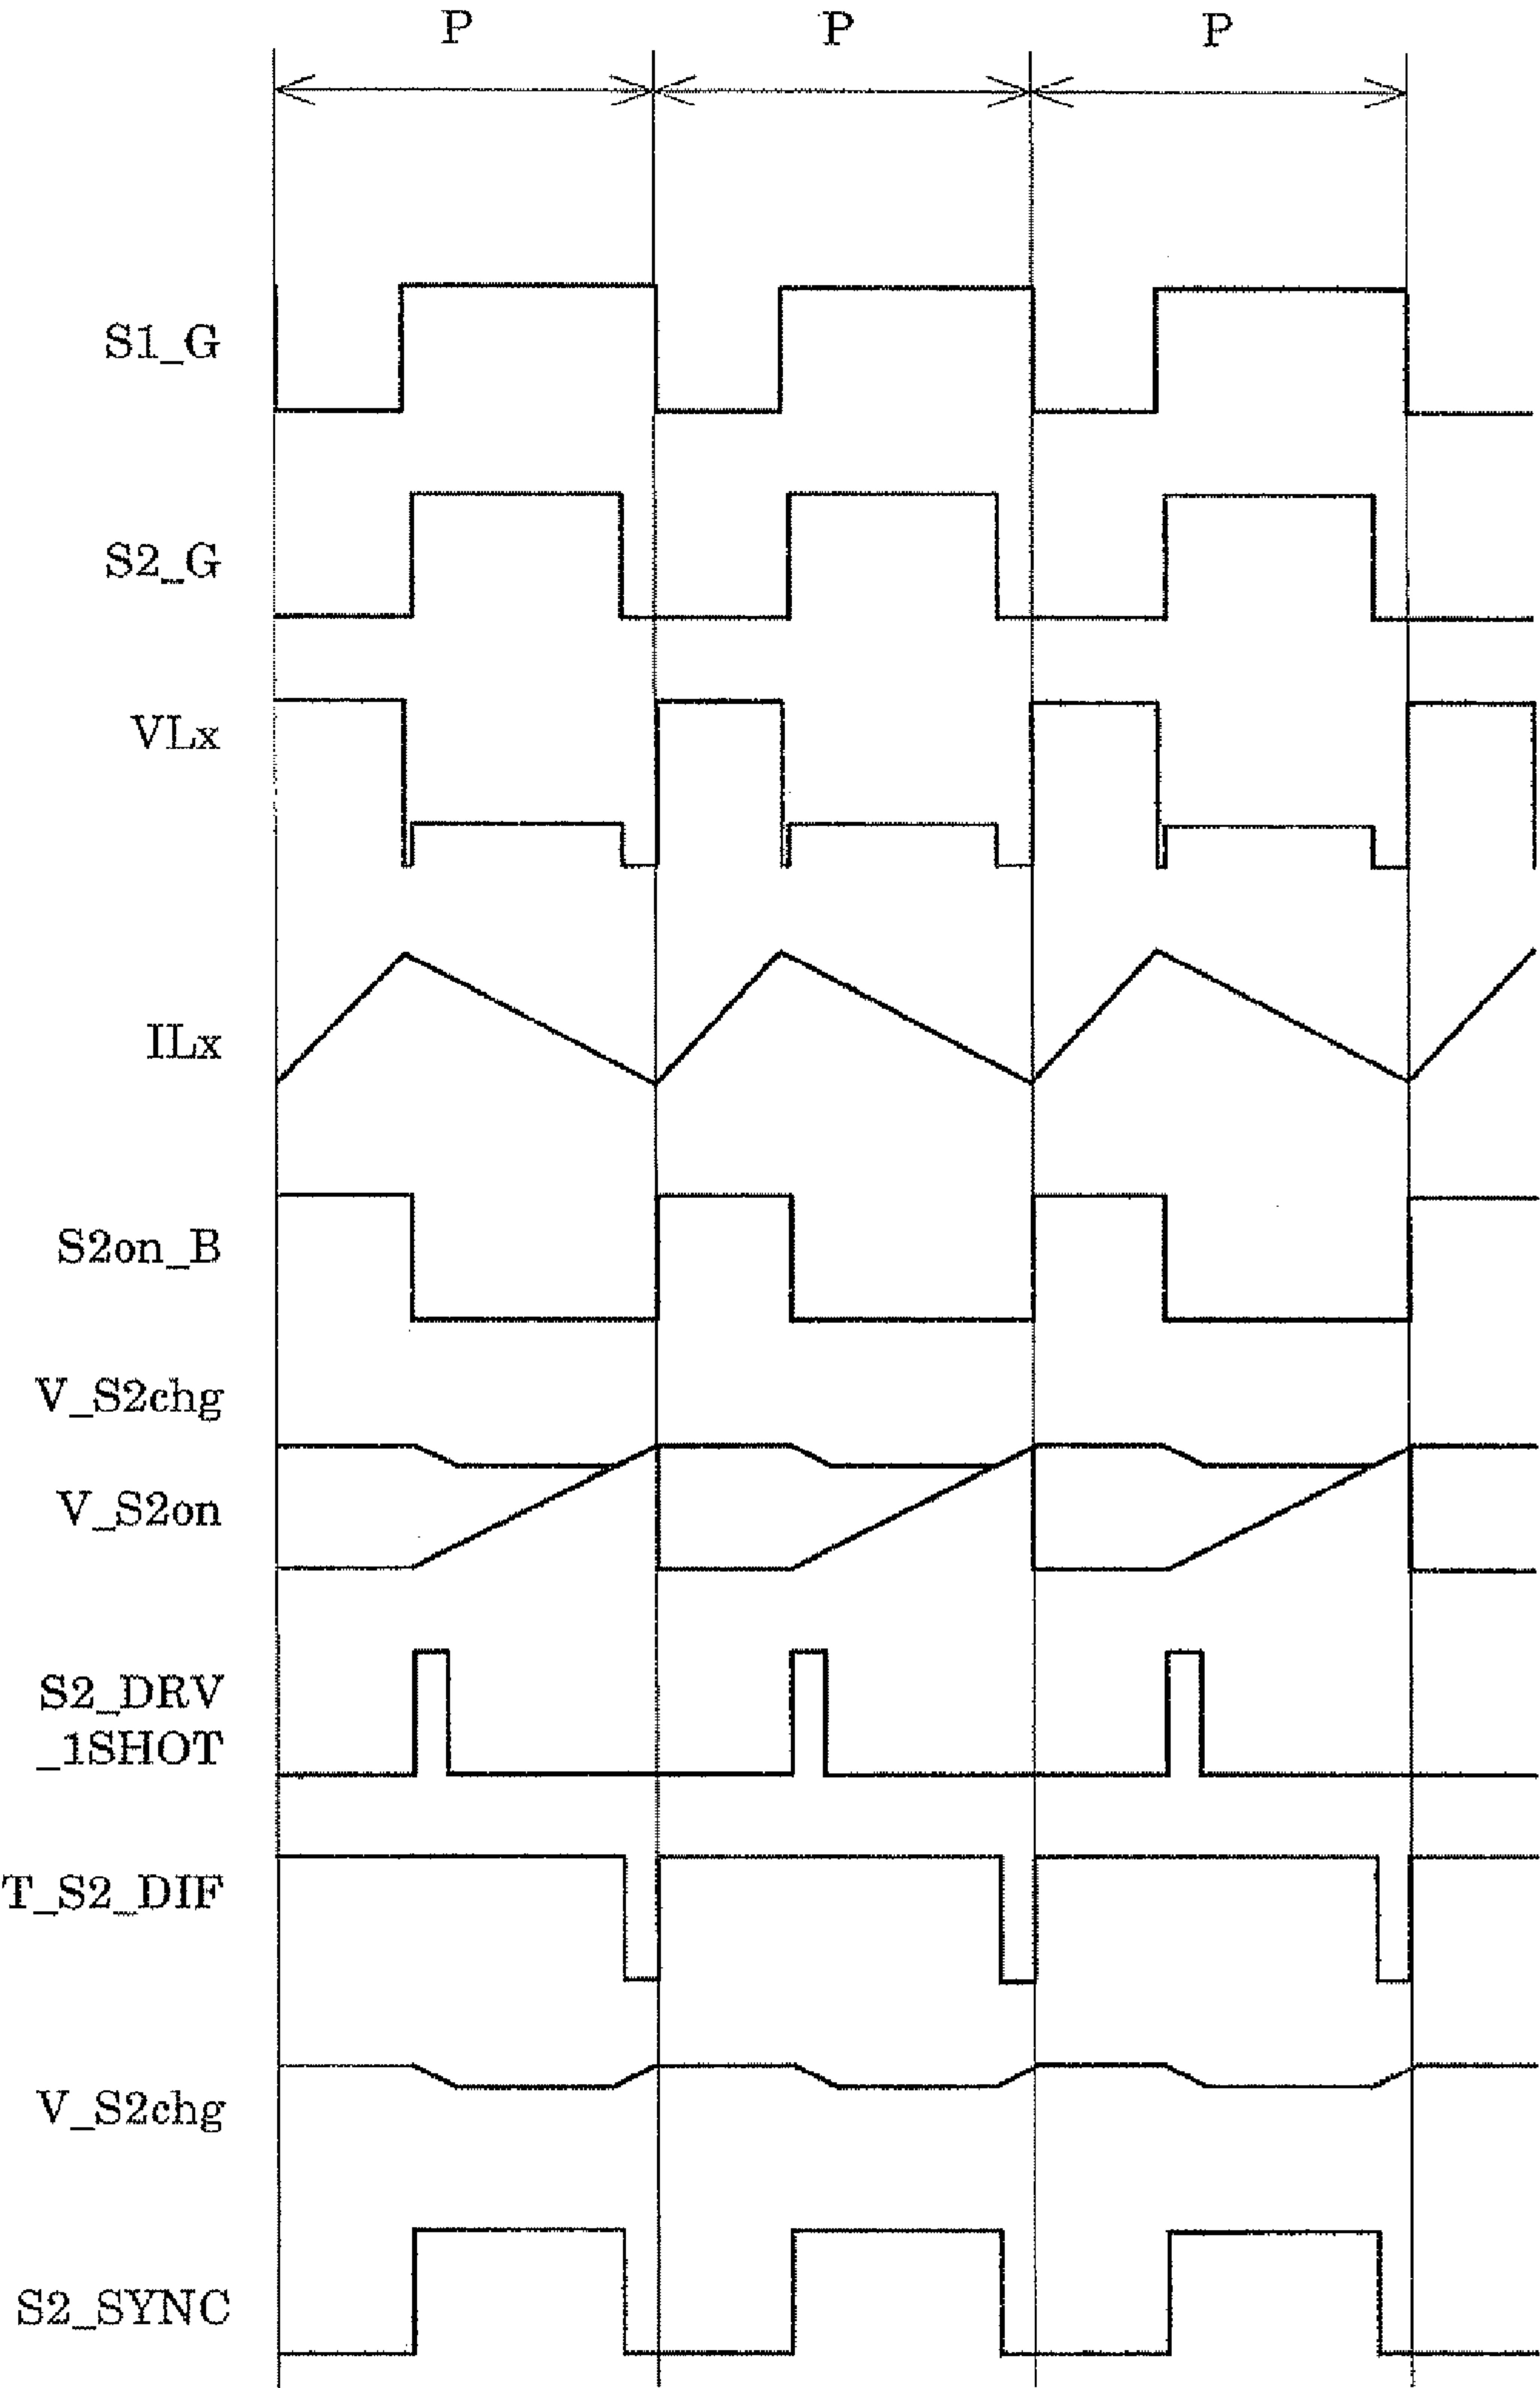 P P P
S1_G
S2_G
VLx
ILx
S2on_B
V_S2chg
V_S2on
S2_DRV
_1SHOT
T_S2_DIF
V_S2chg
S2_SYNC